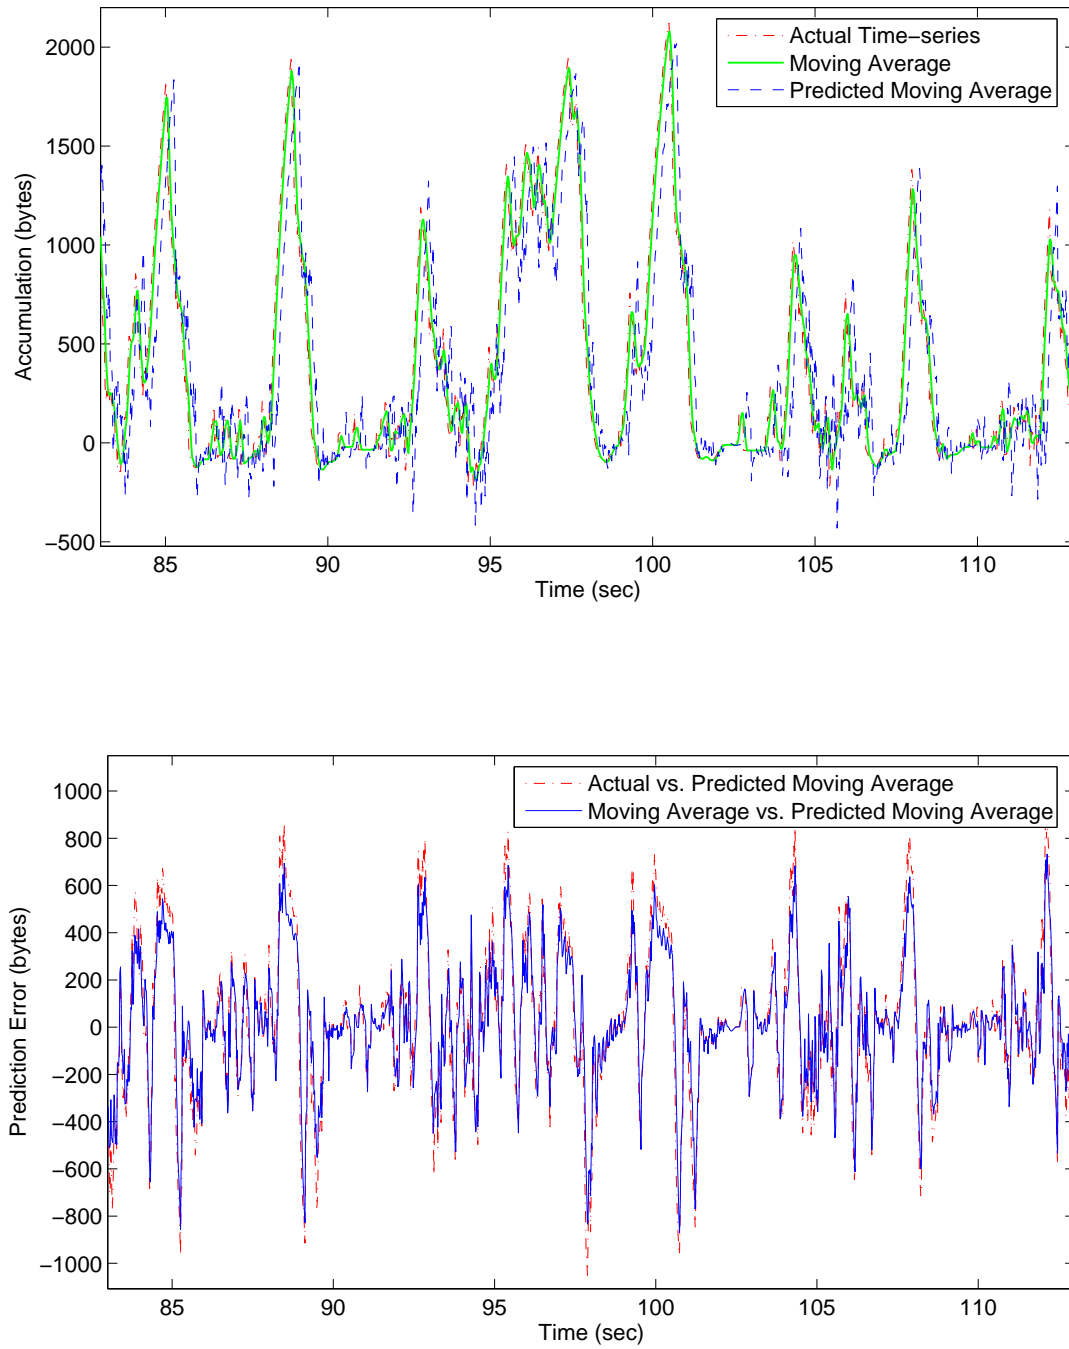 Actual Time−series
Moving Average
Predicted Moving Average
2000
1500
1000
500
0
−500
Accumulation (bytes)
85 90 95 100 105 110
Time (sec)
Actual vs. Predicted Moving Average
Moving Average vs. Predicted Moving Average
1000
800
600
400
200
0
−200
−400
−600
−800
−1000
Prediction Error (bytes)
85 90 95 100 105 110
Time (sec)